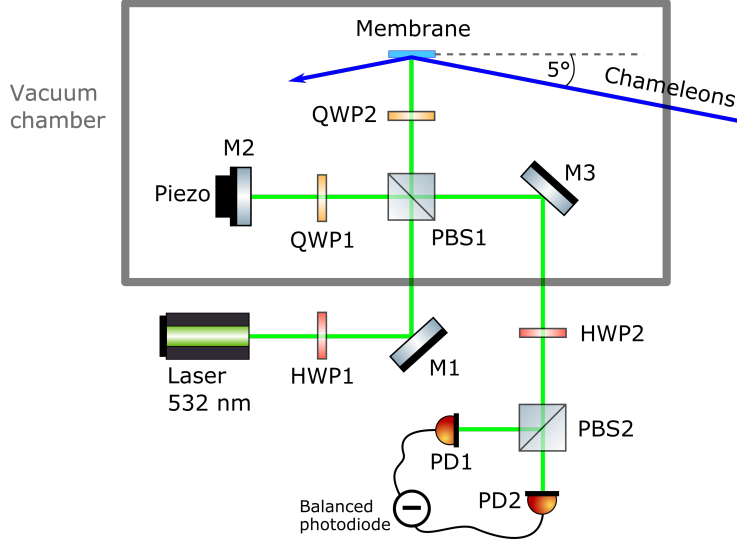 Membrane
5°
Chameleons
Vacuum
chamber
QWP2
M2
M3
Piezo
QWP1
PBS1
Laser
532 nm
HWP1
M1
HWP2
PBS2
PD1
PD2
Balanced
photodiode